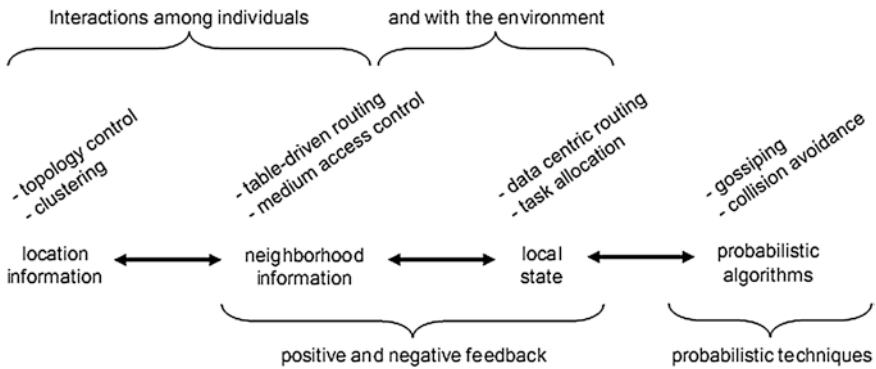 Interactions among individuals
and with the environment
- topology control
- clustering
- table-driven routing
- medium access control
- data centric routing
- task allocation
- gossiping
- collision avoidance
location
information
neighborhood
information
local
state
probabilistic
algorithms
positive and negative feedback
probabilistic techniques